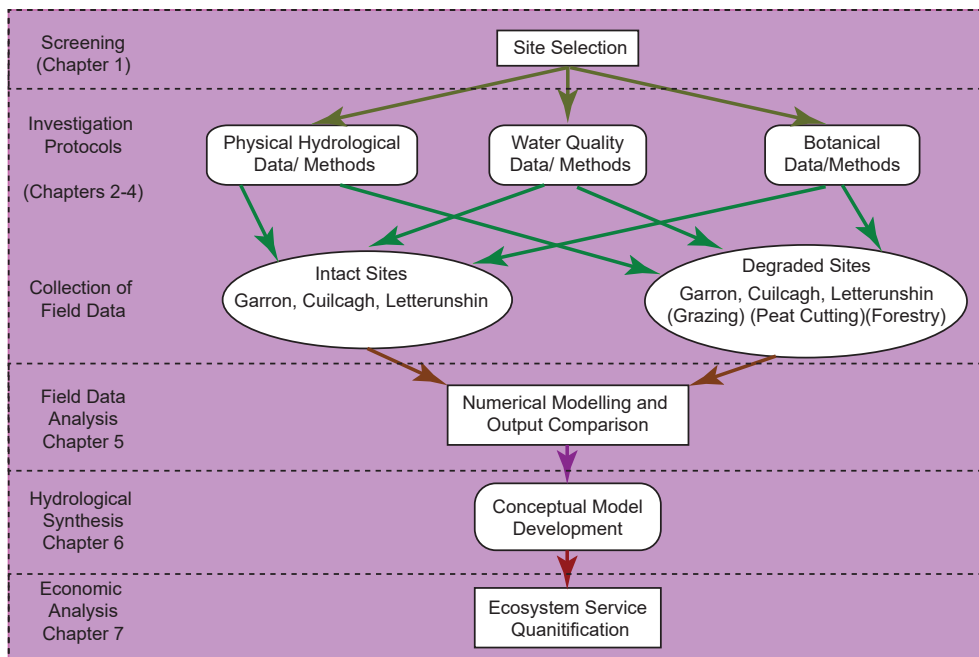 Screening
(Chapter 1)
Site Selection
Investigation
Protocols
(Chapters 2-4)
Physical Hydrological
Data/ Methods
Water Quality
Data/ Methods
Botanical
Data/Methods
Collection of
Field Data
Intact Sites
Garron, Cuilcagh, Letterunshin
Degraded Sites
Garron, Cuilcagh, Letterunshin
(Grazing) (Peat Cutting)(Forestry)
Field Data
Analysis
Chapter 5
Numerical Modelling and
Output Comparison
Hydrological
Synthesis
Chapter 6
Conceptual Model
Development
Economic
Analysis
Chapter 7
Ecosystem Service
Quanitification